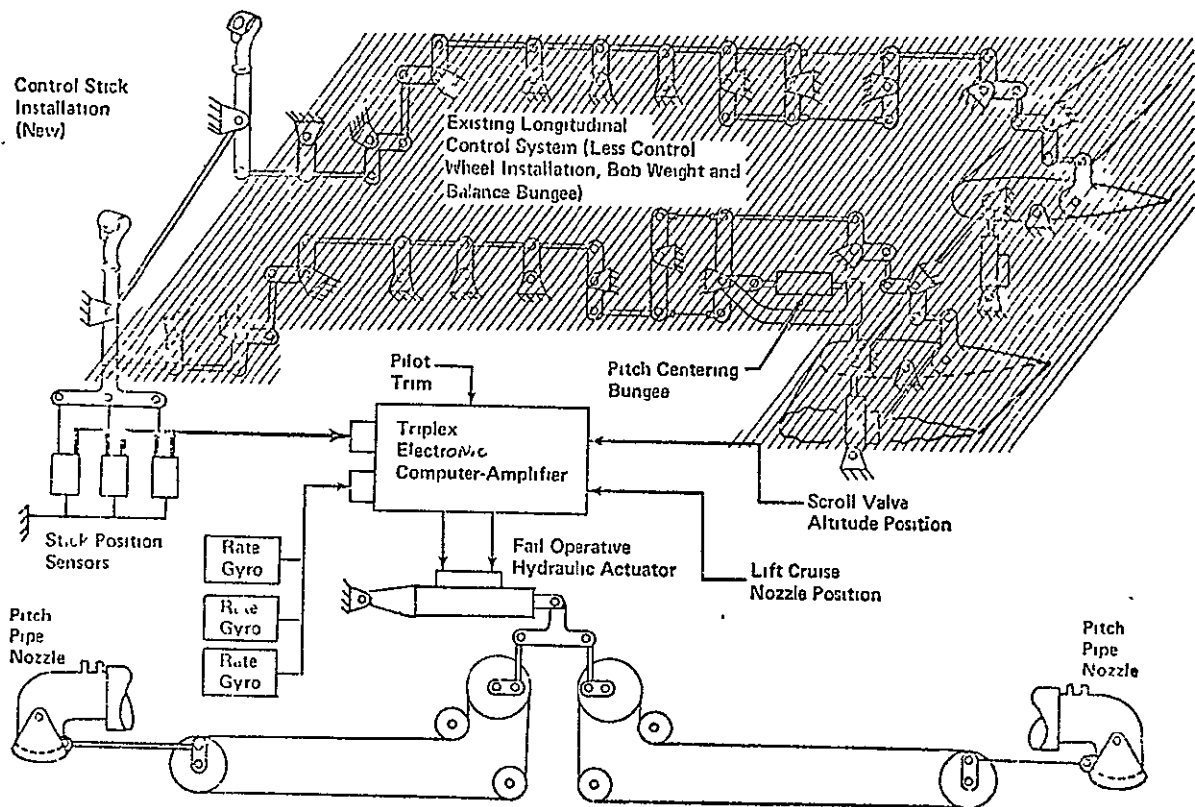 Control Stick
Installation
(New)
Existing Longitudinal
Control System (Less Control
Wheel Installation, Bob Weight and
Balance Bungee)
Pilot
Trim
Pitch Centering
Bungee
Triplex
Electronic
Computer-Amplifier
Scroll Valva
Altitude Position
Stick Position
Sensors
Rate
Gyro
Fail Operative
Hydraulic Actuator
Lift Cruise
Nozzle Position
Rate
Gyro
Rate
Gyro
Pitch
Pipe
Nozzle
Pitch
Pipe
Nozzle